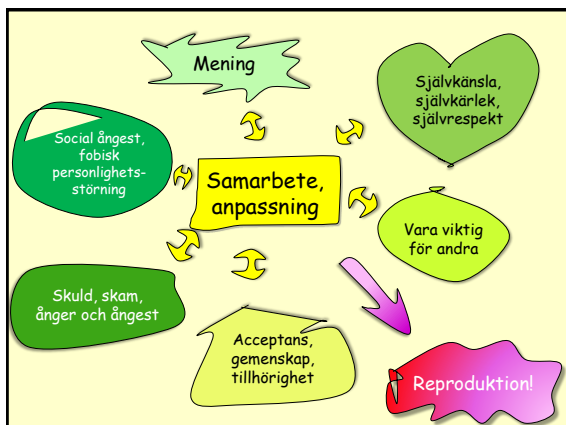 Mening
Självkänsla,
självkärlek,
självrespekt
Social ångest,
fobisk
personlighets-
störning
Samarbete,
anpassning
Vara viktig
för andra
Skuld, skam,
ånger och ångest
Acceptans,
gemenskap,
tillhörighet
Reproduktion!